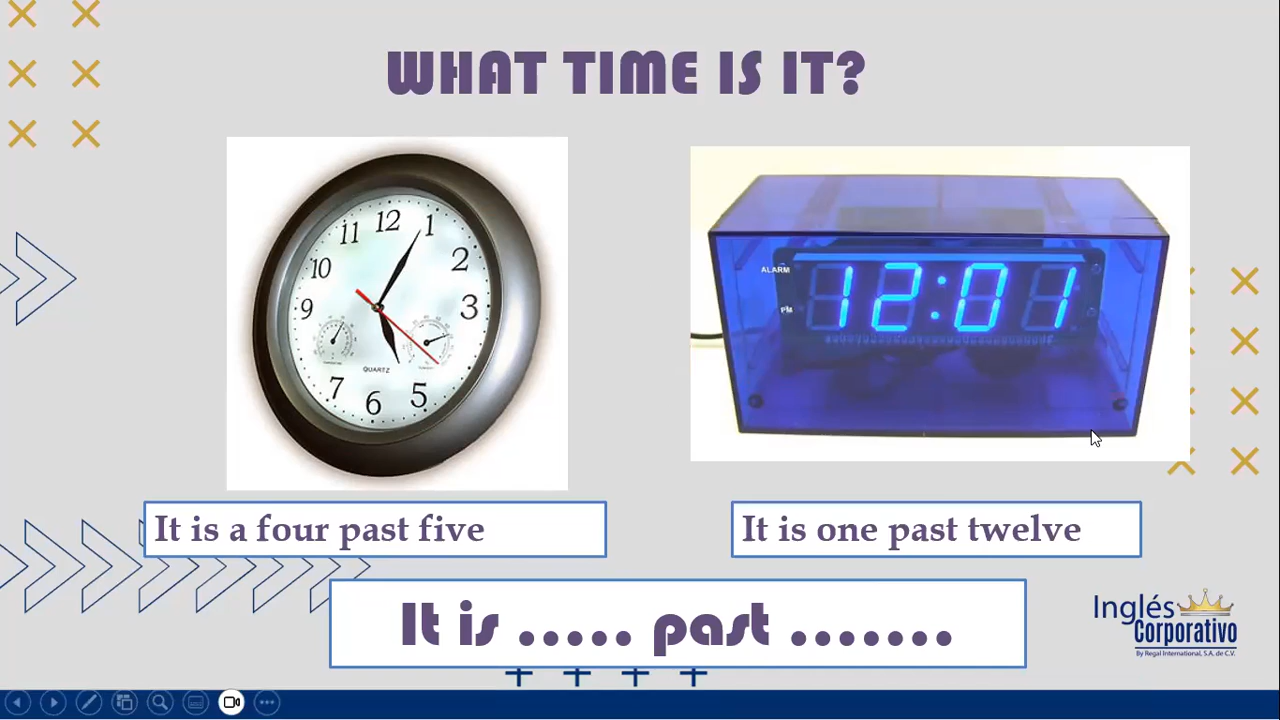 WHAT TIME IS IT?
12
1
2
3
5
6
7
9
10
11
QUARTZ
ALARM
PM
12:01
It is a four past five
It is one past twelve
It is ..... past .......
Inglés
Corporativo
By Regal International, S.A. de C.V.